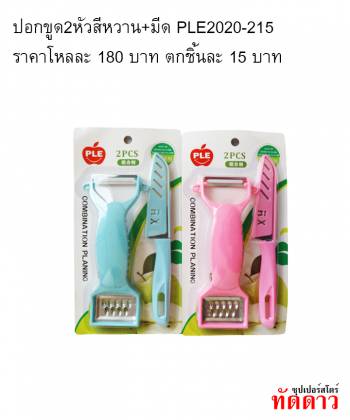 ปอกขูด2หัวสีหวาน+มีด PLE2020-215
ราคาโหลละ 180 บาท ตกชิ้นละ 15 บาท
PLE
2PCS
COMBINATION PLANING
PLE
2PCS
COMBINATION PLANING
ซุปเปอร์สโตร์
ทัดดาว